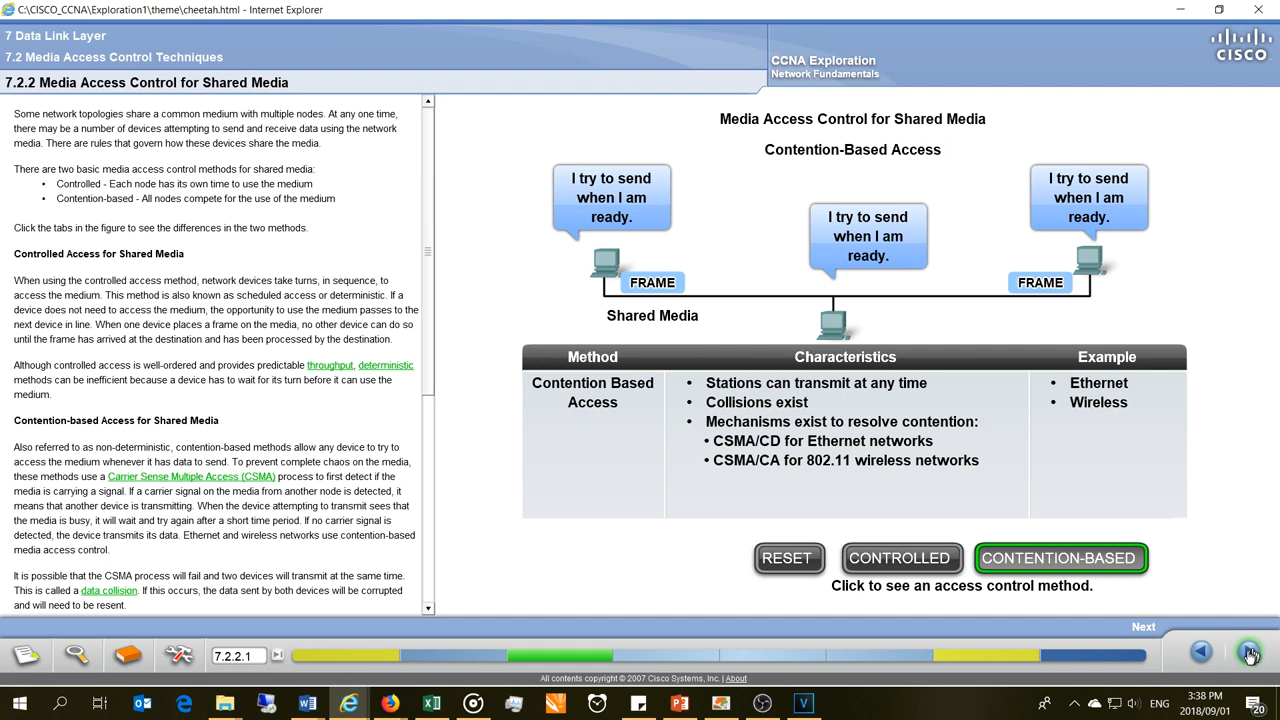 C:\CISCO_CCNA\Exploration1\theme\cheetah.html - Internet Explorer
7 Data Link Layer
7.2 Media Access Control Techniques
7.2.2 Media Access Control for Shared Media
CCNA Exploration
Network Fundamentals
CISCO
Some network topologies share a common medium with multiple nodes. At any one time,
there may be a number of devices attempting to send and receive data using the network
media. There are rules that govern how these devices share the media.
There are two basic media access control methods for shared media:
• Controlled - Each node has its own time to use the medium
• Contention-based - All nodes compete for the use of the medium
Click the tabs in the figure to see the differences in the two methods.
Controlled Access for Shared Media
When using the controlled access method, network devices take turns, in sequence, to
access the medium. This method is also known as scheduled access or deterministic. If a
device does not need to access the medium, the opportunity to use the medium passes to the
next device in line. When one device places a frame on the media, no other device can do so
until the frame has arrived at the destination and has been processed by the destination.
Although controlled access is well-ordered and provides predictable throughput, deterministic
methods can be inefficient because a device has to wait for its turn before it can use the
medium.
Contention-based Access for Shared Media
Also referred to as non-deterministic, contention-based methods allow any device to try to
access the medium whenever it has data to send. To prevent complete chaos on the media,
these methods use a Carrier Sense Multiple Access (CSMA) process to first detect if the
media is carrying a signal. If a carrier signal on the media from another node is detected, it
means that another device is transmitting. When the device attempting to transmit sees that
the media is busy, it will wait and try again after a short time period. If no carrier signal is
detected, the device transmits its data. Ethernet and wireless networks use contention-based
media access control.
It is possible that the CSMA process will fail and two devices will transmit at the same time.
This is called a data collision. If this occurs, the data sent by both devices will be corrupted
and will need to be resent.
Media Access Control for Shared Media
Contention-Based Access
I try to send
when I am
ready.
I try to send
when I am
ready.
I try to send
when I am
ready.
FRAME
FRAME
Shared Media
Method Characteristics Example
Contention Based
Access
• Stations can transmit at any time
• Collisions exist
• Mechanisms exist to resolve contention:
• CSMA/CD for Ethernet networks
• CSMA/CA for 802.11 wireless networks
• Ethernet
• Wireless
RESET CONTROLLED CONTENTION-BASED
Click to see an access control method.
Next
7.2.2.1
All contents copyright © 2007 Cisco Systems, Inc. | About
ENG
3:38 PM
2018/09/01
20